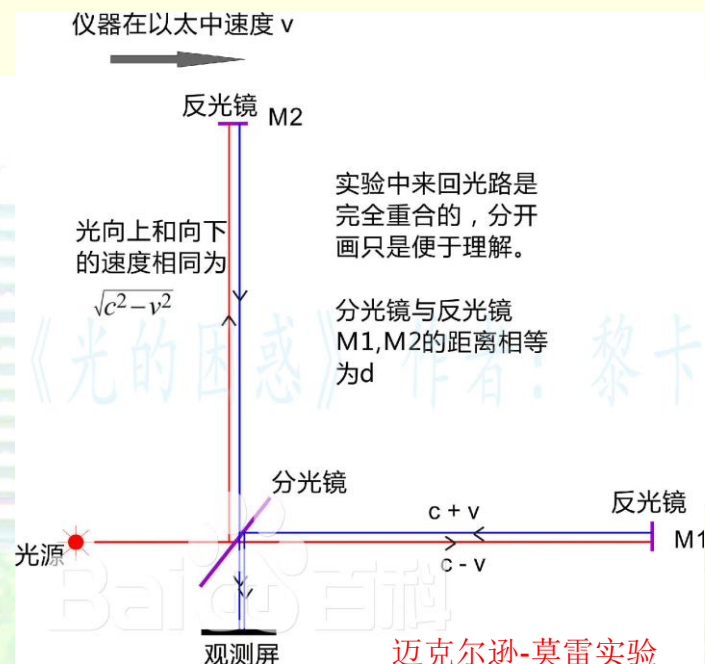 仪器在以太中速度 v
反光镜 M2
实验中来回光路是
完全重合的，分开
画只是便于理解。
光向上和向下
的速度相同为
√c²-v²
分光镜与反光镜
M1,M2的距离相等
为d
《光的困惑》作者：黎卡
分光镜
反光镜
c + v
光源
M1
c - v
Bai 百科
观测屏
迈克尔逊-莫雷实验